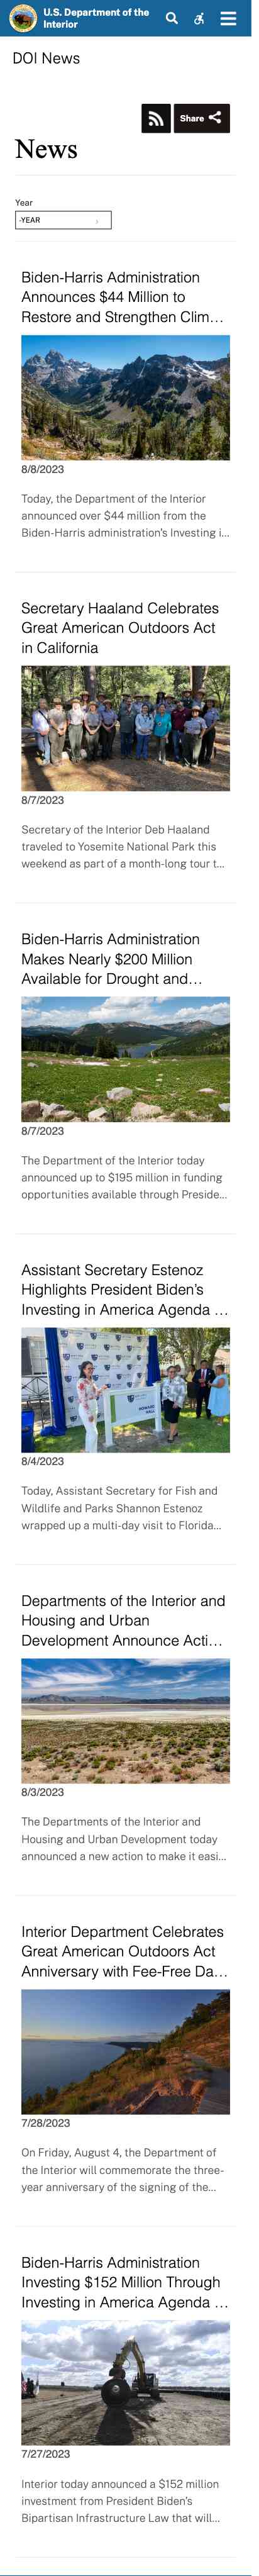 U.S. Department of the
Interior
DOI News
Share
News
Year
-YEAR
Biden-Harris Administration
Announces $44 Million to
Restore and Strengthen Clim...
8/8/2023
Today, the Department of the Interior
announced over $44 million from the
Biden-Harris administration's Investing i...
Secretary Haaland Celebrates
Great American Outdoors Act
in California
8/7/2023
Secretary of the Interior Deb Haaland
traveled to Yosemite National Park this
weekend as part of a month-long tour t...
Biden-Harris Administration
Makes Nearly $200 Million
Available for Drought and...
8/7/2023
The Department of the Interior today
announced up to $195 million in funding
opportunities available through Preside...
Assistant Secretary Estenoz
Highlights President Biden's
Investing in America Agenda ...
8/4/2023
Today, Assistant Secretary for Fish and
Wildlife and Parks Shannon Estenoz
wrapped up a multi-day visit to Florida...
Departments of the Interior and
Housing and Urban
Development Announce Acti...
8/3/2023
The Departments of the Interior and
Housing and Urban Development today
announced a new action to make it easi...
Interior Department Celebrates
Great American Outdoors Act
Anniversary with Fee-Free Da...
7/28/2023
On Friday, August 4, the Department of
the Interior will commemorate the three-
year anniversary of the signing of the...
Biden-Harris Administration
Investing $152 Million Through
Investing in America Agenda ...
7/27/2023
Interior today announced a $152 million
investment from President Biden's
Bipartisan Infrastructure Law that will...